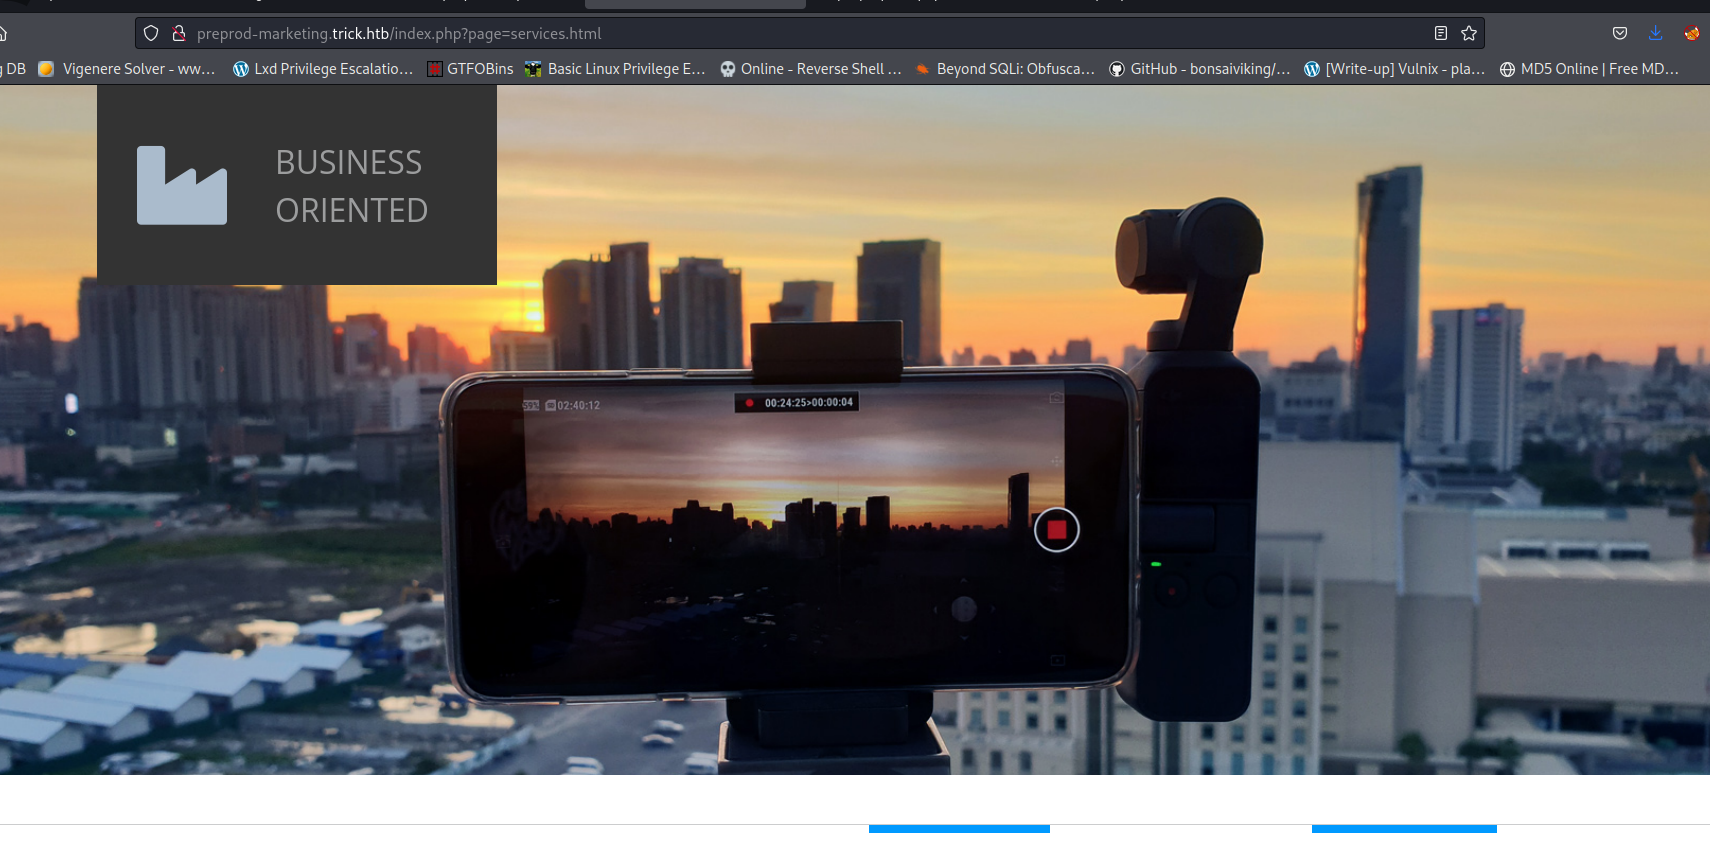 preprod-marketing.trick.htb/index.php?page=services.html
g DB Vigenere Solver - ww… Lxd Privilege Escalatio… GTFOBins Basic Linux Privilege E… Online - Reverse Shell … Beyond SQLi: Obfusca… GitHub - bonsaiviking/… [Write-up] Vulnix - pla… MD5 Online | Free MD…
BUSINESS
ORIENTED
59% 02:40:12 00:24:25>00:00:04